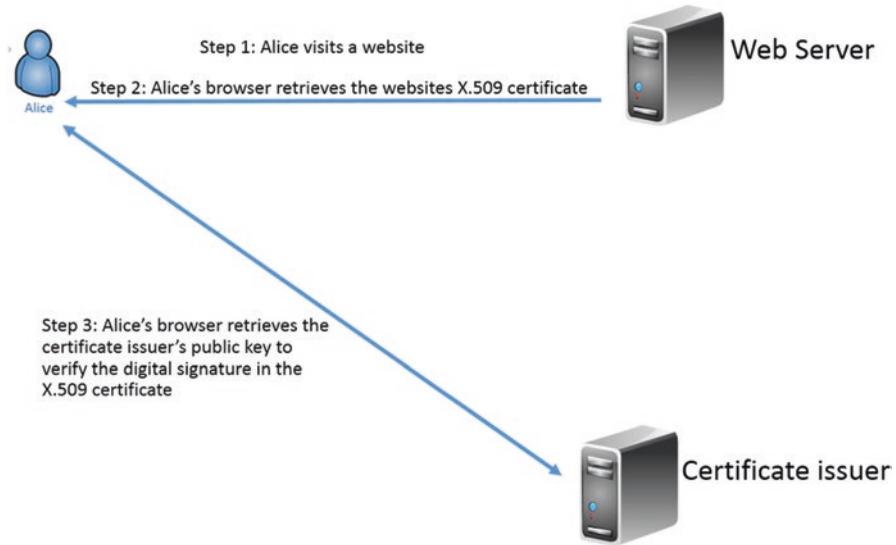 Step 1: Alice visits a website
Web Server
Step 2: Alice's browser retrieves the websites X.509 certificate
Alice
Step 3: Alice's browser retrieves the
certificate issuer's public key to
verify the digital signature in the
X.509 certificate
Certificate issuer